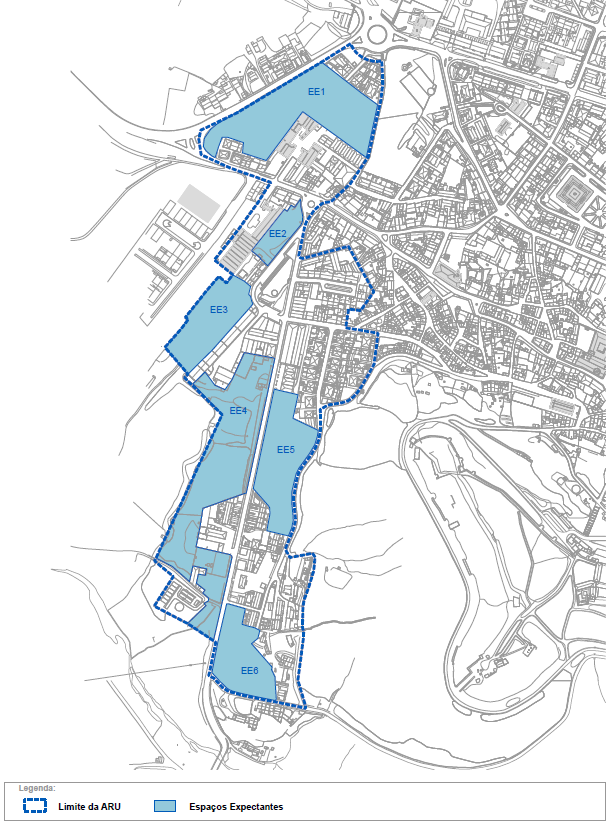 EE1
EE2
EE3
EE4
EE5
EE6
Legenda:
Limite da ARU
Espaços Expectantes